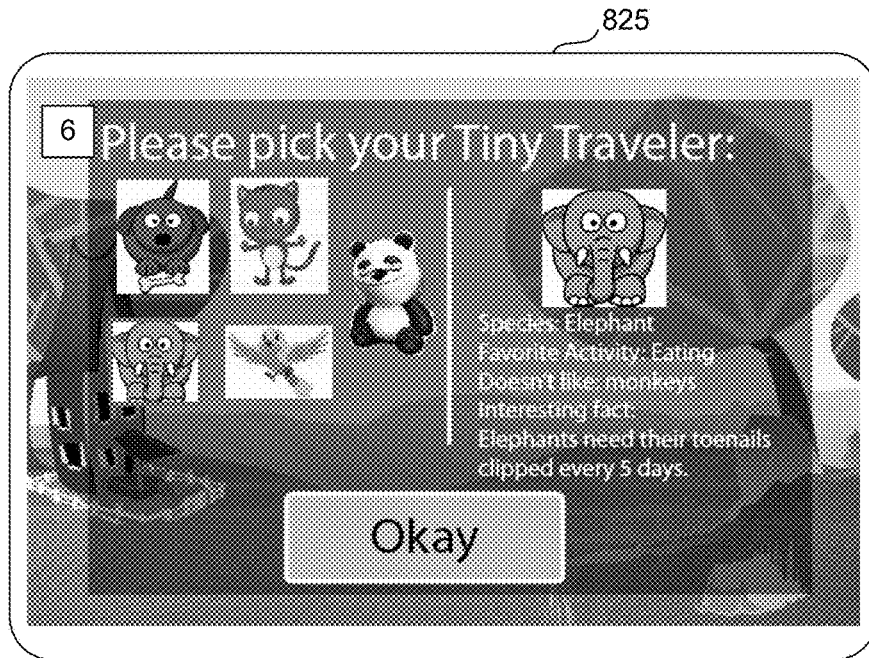 825
6
Please pick your Tiny Traveler:
Species: Elephant
Favorite Activity: Eating
Doesn't like: monkeys
Interesting fact:
Elephants need their toenails
clipped every 5 days.
Okay